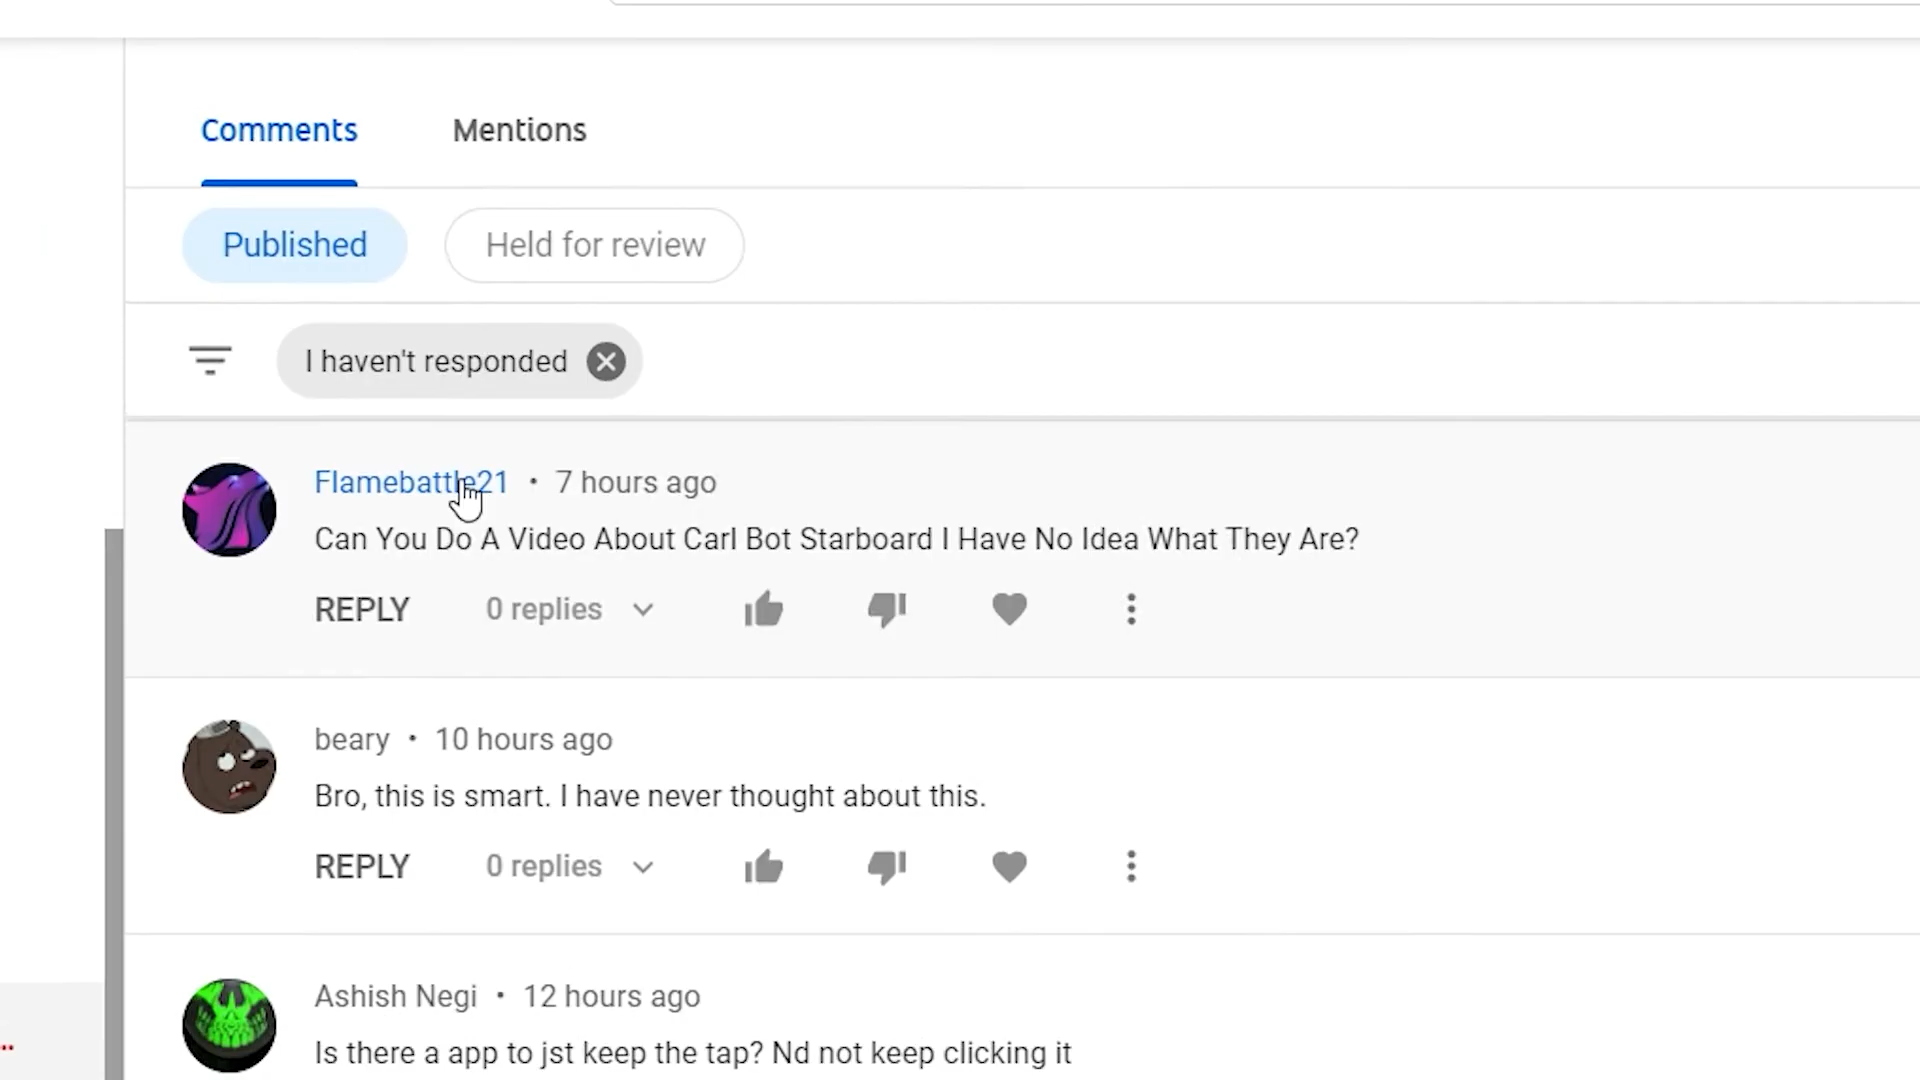 Comments Mentions
Published Held for review
I haven't responded
Flamebattle21 • 7 hours ago
Can You Do A Video About Carl Bot Starboard I Have No Idea What They Are?
REPLY 0 replies
beary • 10 hours ago
Bro, this is smart. I have never thought about this.
REPLY 0 replies
Ashish Negi • 12 hours ago
Is there a app to jst keep the tap? Nd not keep clicking it